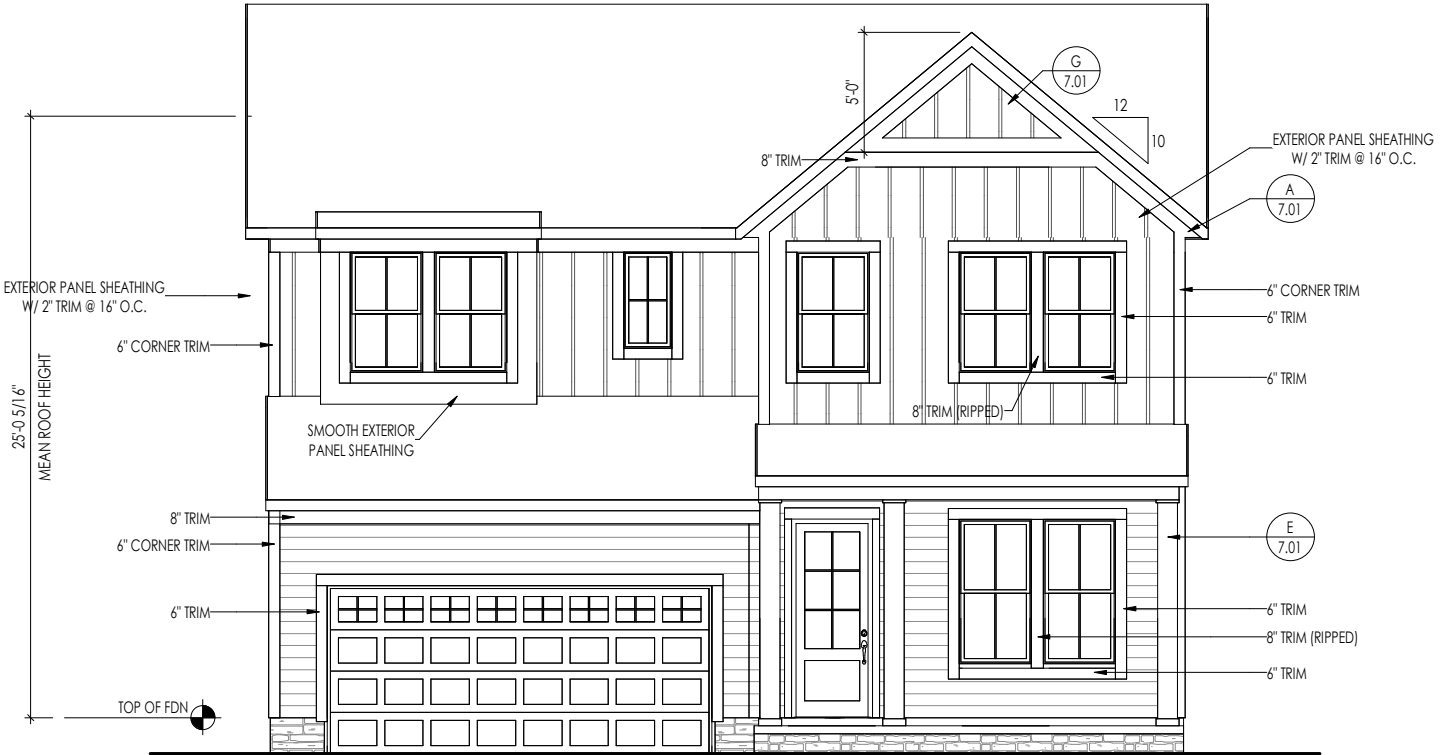 G
7.01
5'-0"
12
10
8" TRIM
EXTERIOR PANEL SHEATHING
W/ 2" TRIM @ 16" O.C.
A
7.01
EXTERIOR PANEL SHEATHING
W/ 2" TRIM @ 16" O.C.
6" CORNER TRIM
6" TRIM
6" CORNER TRIM
25'-0 5/16"
MEAN ROOF HEIGHT
6" TRIM
8" TRIM (RIPPED)
SMOOTH EXTERIOR
PANEL SHEATHING
8" TRIM
6" CORNER TRIM
E
7.01
6" TRIM
6" TRIM
8" TRIM (RIPPED)
6" TRIM
TOP OF FDN